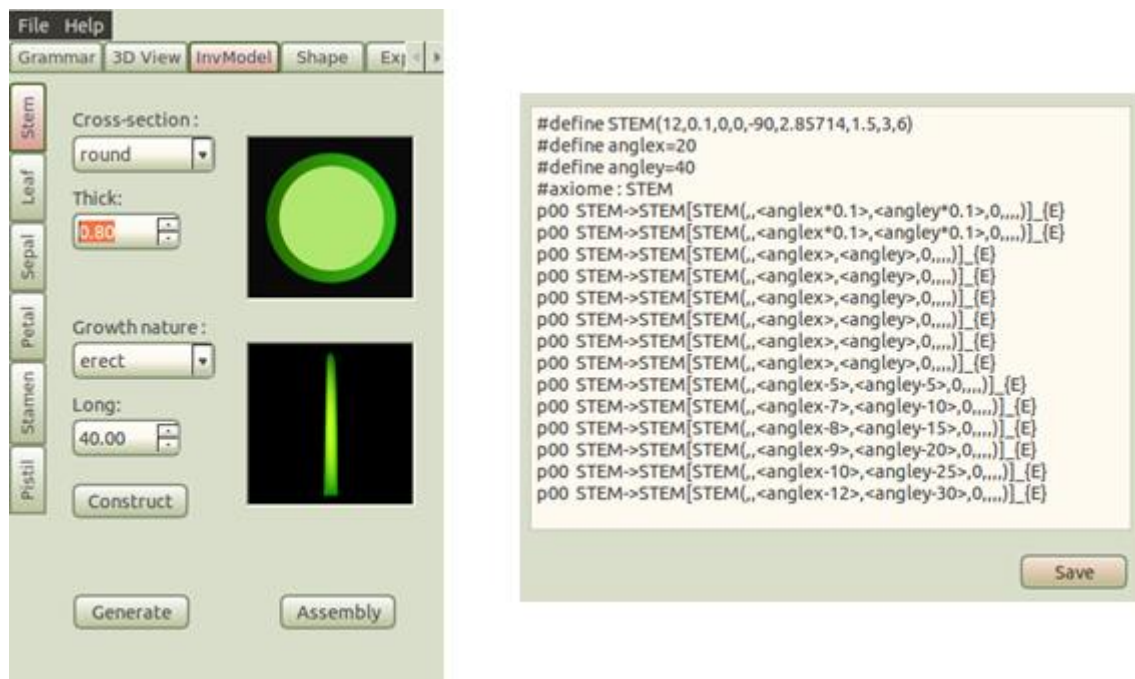 File Help
Grammar 3D View InvModel Shape
Stem
Leaf
Sepal
Petal
Stamen
Pistil
Cross-section :
round
Thick:
0.80
Growth nature :
erect
Long:
40.00
Construct
Generate Assembly
#define STEM(12,0.1,0,0,-90,2.85714,1.5,3,6)
#define anglex=20
#define angley=40
#axiome : STEM
p00 STEM->STEM[STEM(,,<anglex*0.1>,<angley*0.1>,0,,,,)]_{E}
p00 STEM->STEM[STEM(,,<anglex*0.1>,<angley*0.1>,0,,,,)]_{E}
p00 STEM->STEM[STEM(,,<anglex>,<angley>,0,,,,)]_{E}
p00 STEM->STEM[STEM(,,<anglex>,<angley>,0,,,,)]_{E}
p00 STEM->STEM[STEM(,,<anglex>,<angley>,0,,,,)]_{E}
p00 STEM->STEM[STEM(,,<anglex>,<angley>,0,,,,)]_{E}
p00 STEM->STEM[STEM(,,<anglex>,<angley>,0,,,,)]_{E}
p00 STEM->STEM[STEM(,,<anglex>,<angley>,0,,,,)]_{E}
p00 STEM->STEM[STEM(,,<anglex-5>,<angley-5>,0,,,,)]_{E}
p00 STEM->STEM[STEM(,,<anglex-7>,<angley-10>,0,,,,)]_{E}
p00 STEM->STEM[STEM(,,<anglex-8>,<angley-15>,0,,,,)]_{E}
p00 STEM->STEM[STEM(,,<anglex-9>,<angley-20>,0,,,,)]_{E}
p00 STEM->STEM[STEM(,,<anglex-10>,<angley-25>,0,,,,)]_{E}
p00 STEM->STEM[STEM(,,<anglex-12>,<angley-30>,0,,,,)]_{E}
Save